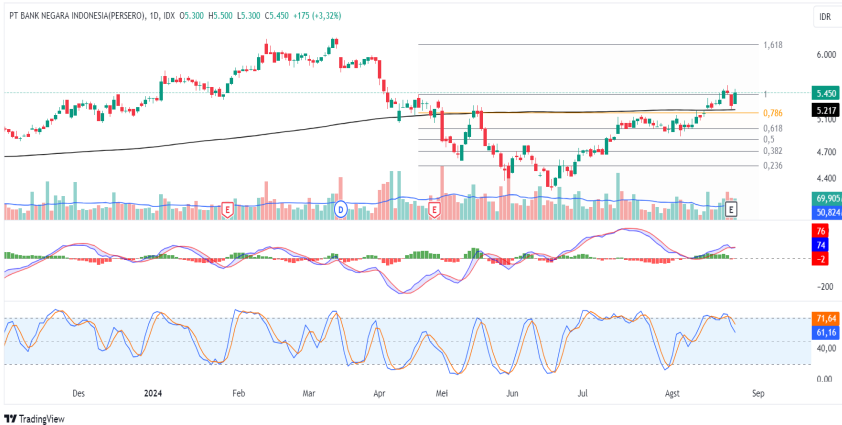 PT BANK NEGARA INDONESIA(PERSERO), 1D, IDX O5.300 H5.500 L5.300 C5.450 +175 (+3,32%)
IDR
1,618
6.000
5.450
1
5.217
0,786
5.100
0,618
0,5
4.700
0,382
0,236
4.400
69,905
50,824
E
D
E
E
76
74
-2
-200
71,64
61,16
40,00
0.00
Des 2024 Feb Mar Apr Mei Jun Jul Agst Sep
TradingView